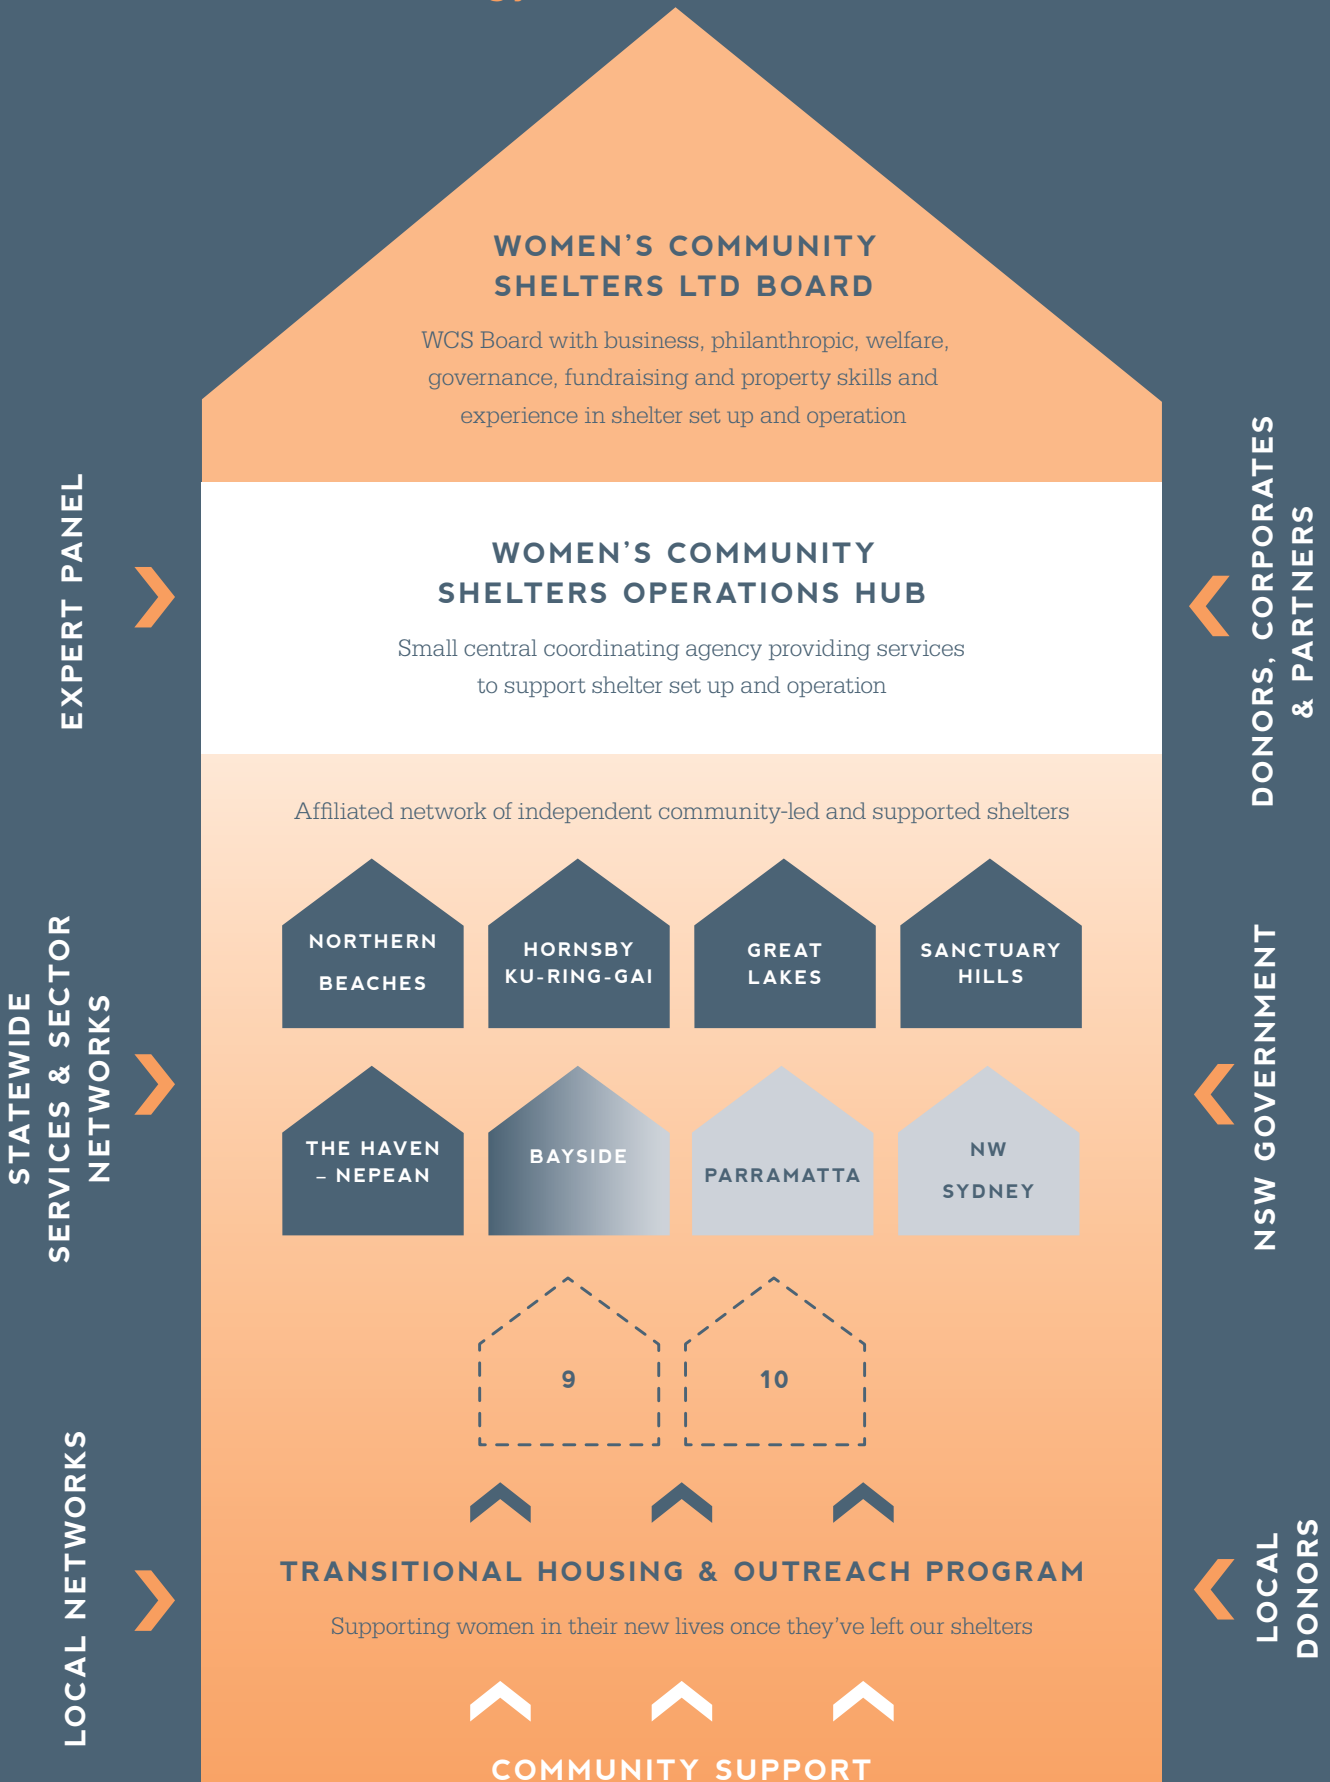 WOMEN'S COMMUNITY
SHELTERS LTD BOARD
WCS Board with business, philanthropic, welfare,
governance, fundraising and property skills and
experience in shelter set up and operation
EXPERT PANEL
DONORS, CORPORATES
& PARTNERS
WOMEN'S COMMUNITY
SHELTERS OPERATIONS HUB
Small central coordinating agency providing services
to support shelter set up and operation
Affiliated network of independent community-led and supported shelters
NORTHERN
BEACHES
HORNSBY
KU-RING-GAI
GREAT
LAKES
SANCTUARY
HILLS
STATEWIDE
SERVICES & SECTOR
NETWORKS
NSW GOVERNMENT
THE HAVEN
– NEPEAN
BAYSIDE
PARRAMATTA
NW
SYDNEY
9
10
LOCAL NETWORKS
LOCAL
DONORS
TRANSITIONAL HOUSING & OUTREACH PROGRAM
Supporting women in their new lives once they've left our shelters
COMMUNITY SUPPORT